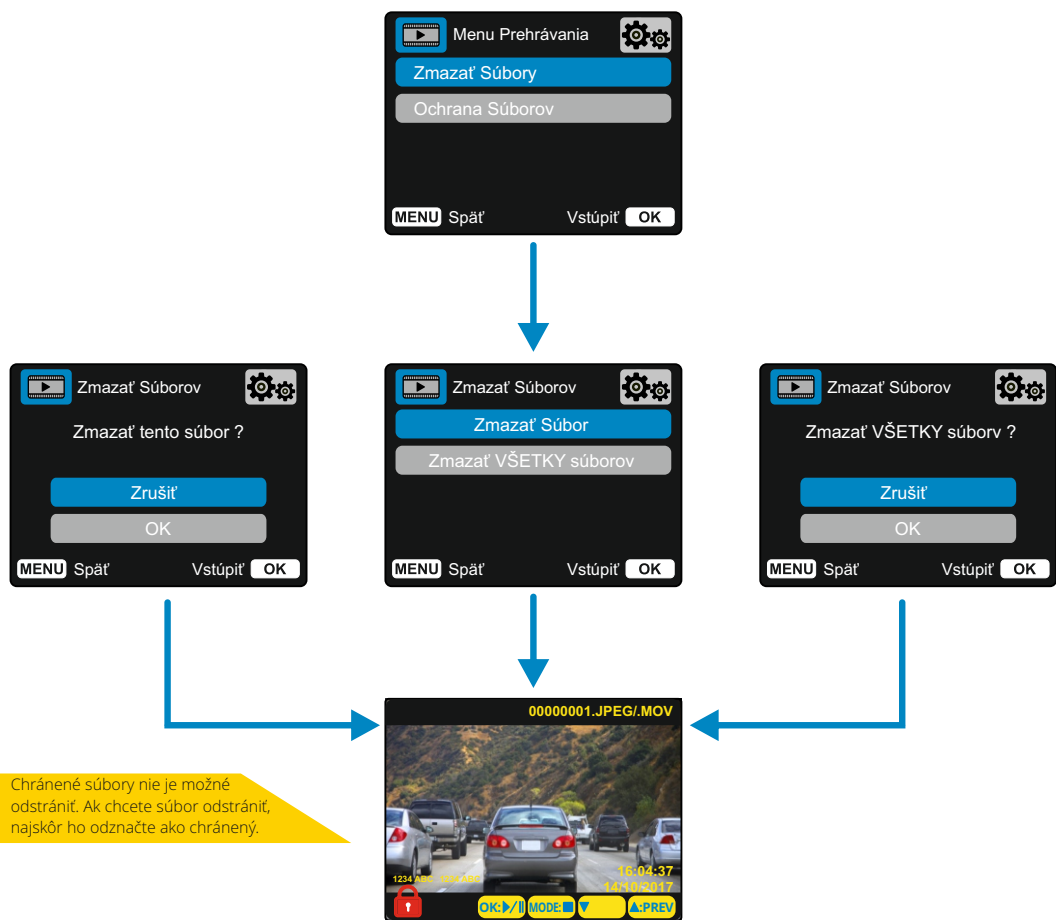 Menu Prehrávania
Zmazať Súbory
Ochrana Súborov
MENU Späť Vstúpiť OK
Zmazať Súborov
Zmazať tento súbor ?
Zrušiť
OK
MENU Späť Vstúpiť OK
Zmazať Súborov
Zmazať Súbor
Zmazať VŠETKY súborov
MENU Späť Vstúpiť OK
Zmazať Súborov
Zmazať VŠETKY súborv ?
Zrušiť
OK
MENU Späť Vstúpiť OK
00000001.JPEG/.MOV
Chránené súbory nie je možné
odstrániť. Ak chcete súbor odstrániť,
najskôr ho odznačte ako chránený.
16:04:37
1234 ABC
14/10/2017
OK: MODE: :PREV